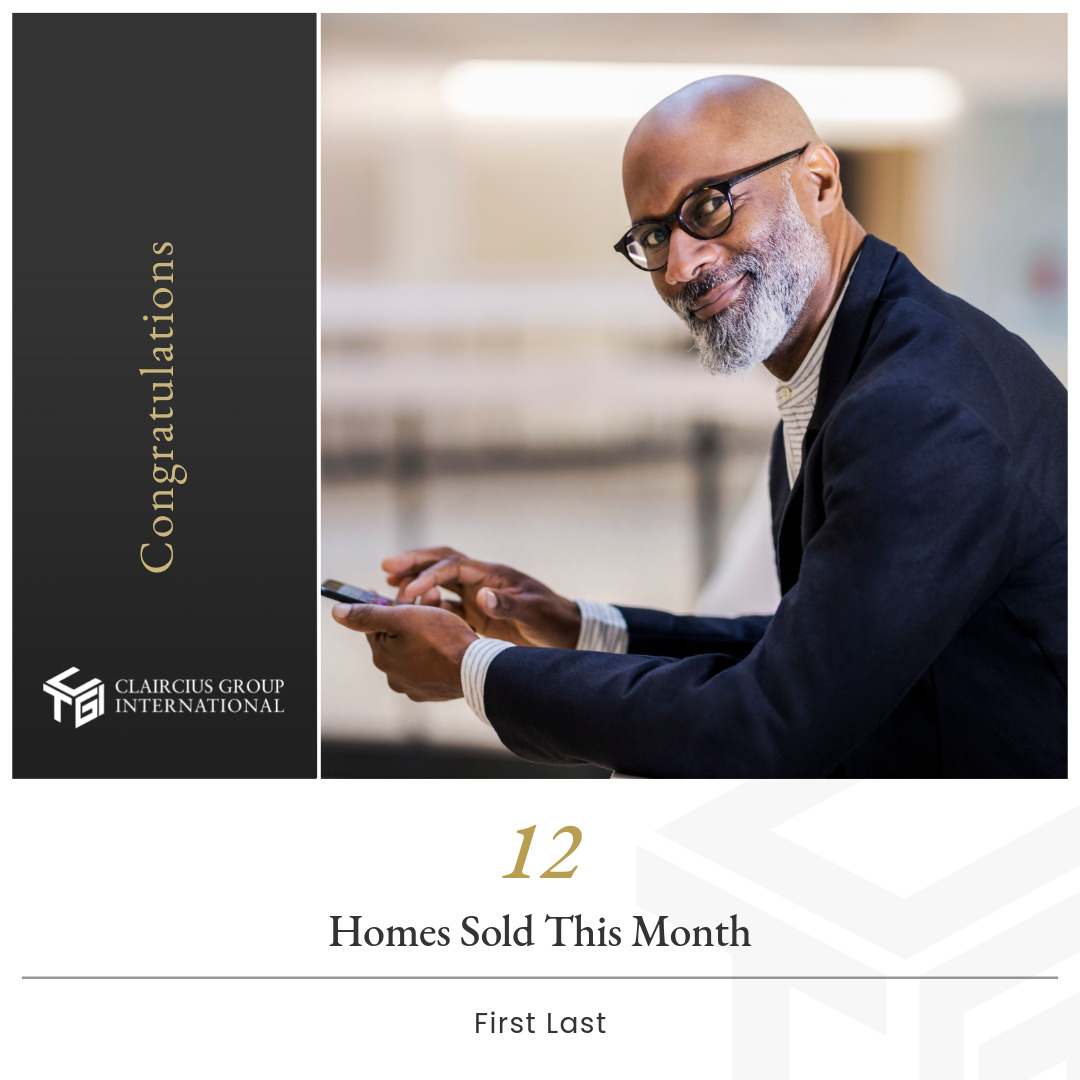 Congratulations
CLAIRCIUS GROUP
INTERNATIONAL
12
Homes Sold This Month
First Last